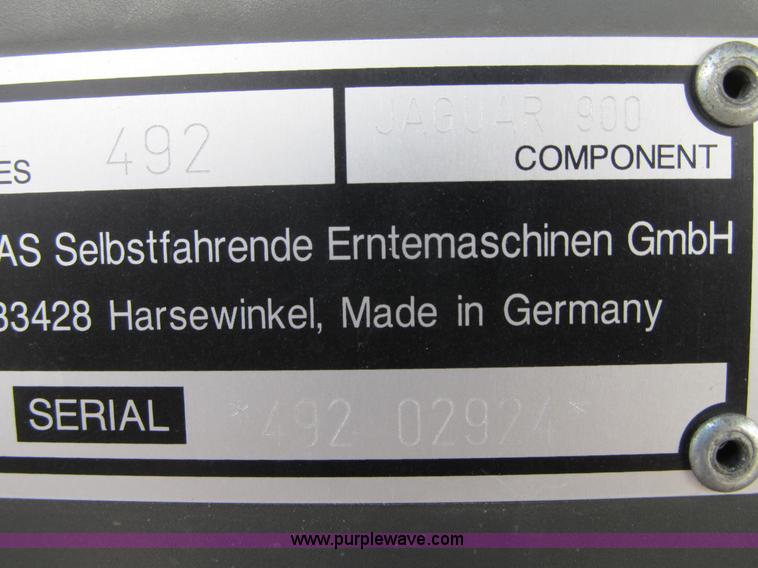 492 JAGUAR 900
ES COMPONENT
AS Selbstfahrende Erntemaschinen GmbH
33428 Harsewinkel, Made in Germany
SERIAL *492 02924*
www.purplewave.com